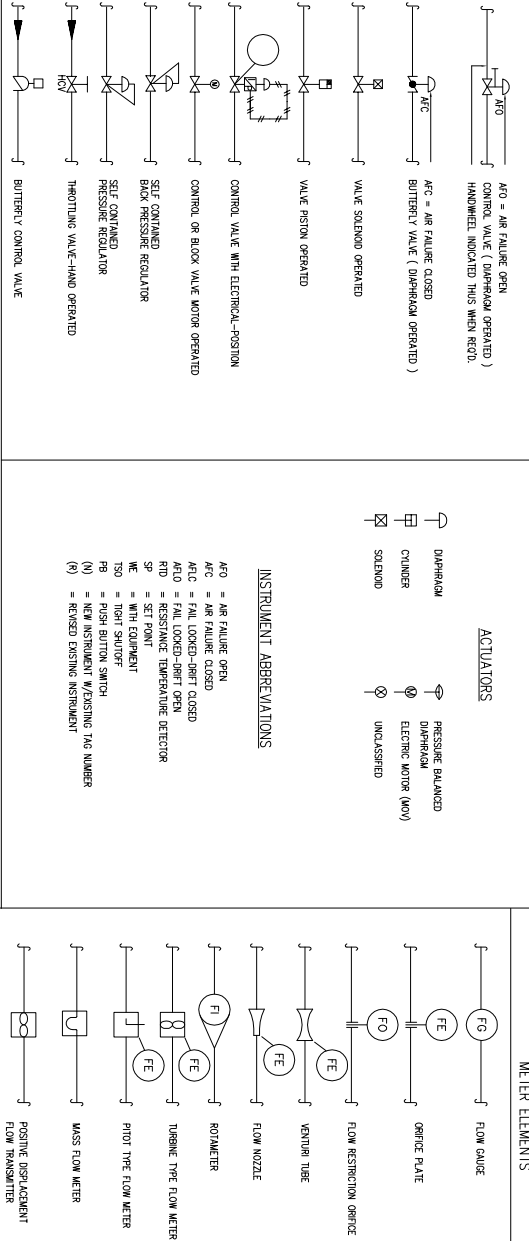 AFO
AFO = AIR FAILURE OPEN
CONTROL VALVE ( DIAPHRAGM OPERATED )
HANDWHEEL INDICATED THUS WHEN REQ'D.
AFC
AFC = AIR FAILURE CLOSED
BUTTERFLY VALVE ( DIAPHRAGM OPERATED )
VALVE SOLENOID OPERATED
VALVE PISTON OPERATED
CONTROL VALVE WITH ELECTRICAL-POSITION
M
CONTROL OR BLOCK VALVE MOTOR OPERATED
SELF CONTAINED
BACK PRESSURE REGULATOR
SELF CONTAINED
PRESSURE REGULATOR
HCV
THROTTLING VALVE-HAND OPERATED
BUTTERFLY CONTROL VALVE
ACTUATORS
DIAPHRAGM
CYLINDER
SOLENOID
PRESSURE BALANCED
DIAPHRAGM
M
ELECTRIC MOTOR (MOV)
UNCLASSIFIED
INSTRUMENT ABBREVIATIONS
AFO = AIR FAILURE OPEN
AFC = AIR FAILURE CLOSED
AFLC = FAIL LOCKED-DRIFT CLOSED
AFLO = FAIL LOCKED-DRIFT OPEN
RTD = RESISTANCE TEMPERATURE DETECTOR
SP = SET POINT
WE = WITH EQUIPMENT
TSO = TIGHT SHUTOFF
PB = PUSH BUTTON SWITCH
(N) = NEW INSTRUMENT W/EXISTING TAG NUMBER
(R) = REVISED EXISTING INSTRUMENT
METER ELEMENTS
FG
FLOW GAUGE
FE
ORIFICE PLATE
FO
FLOW RESTRICTION ORIFICE
FE
VENTURI TUBE
FE
FLOW NOZZLE
FI
ROTAMETER
FE
TURBINE TYPE FLOW METER
FE
PITOT TYPE FLOW METER
MASS FLOW METER
POSITIVE DISPLACEMENT
FLOW TRANSMITTER